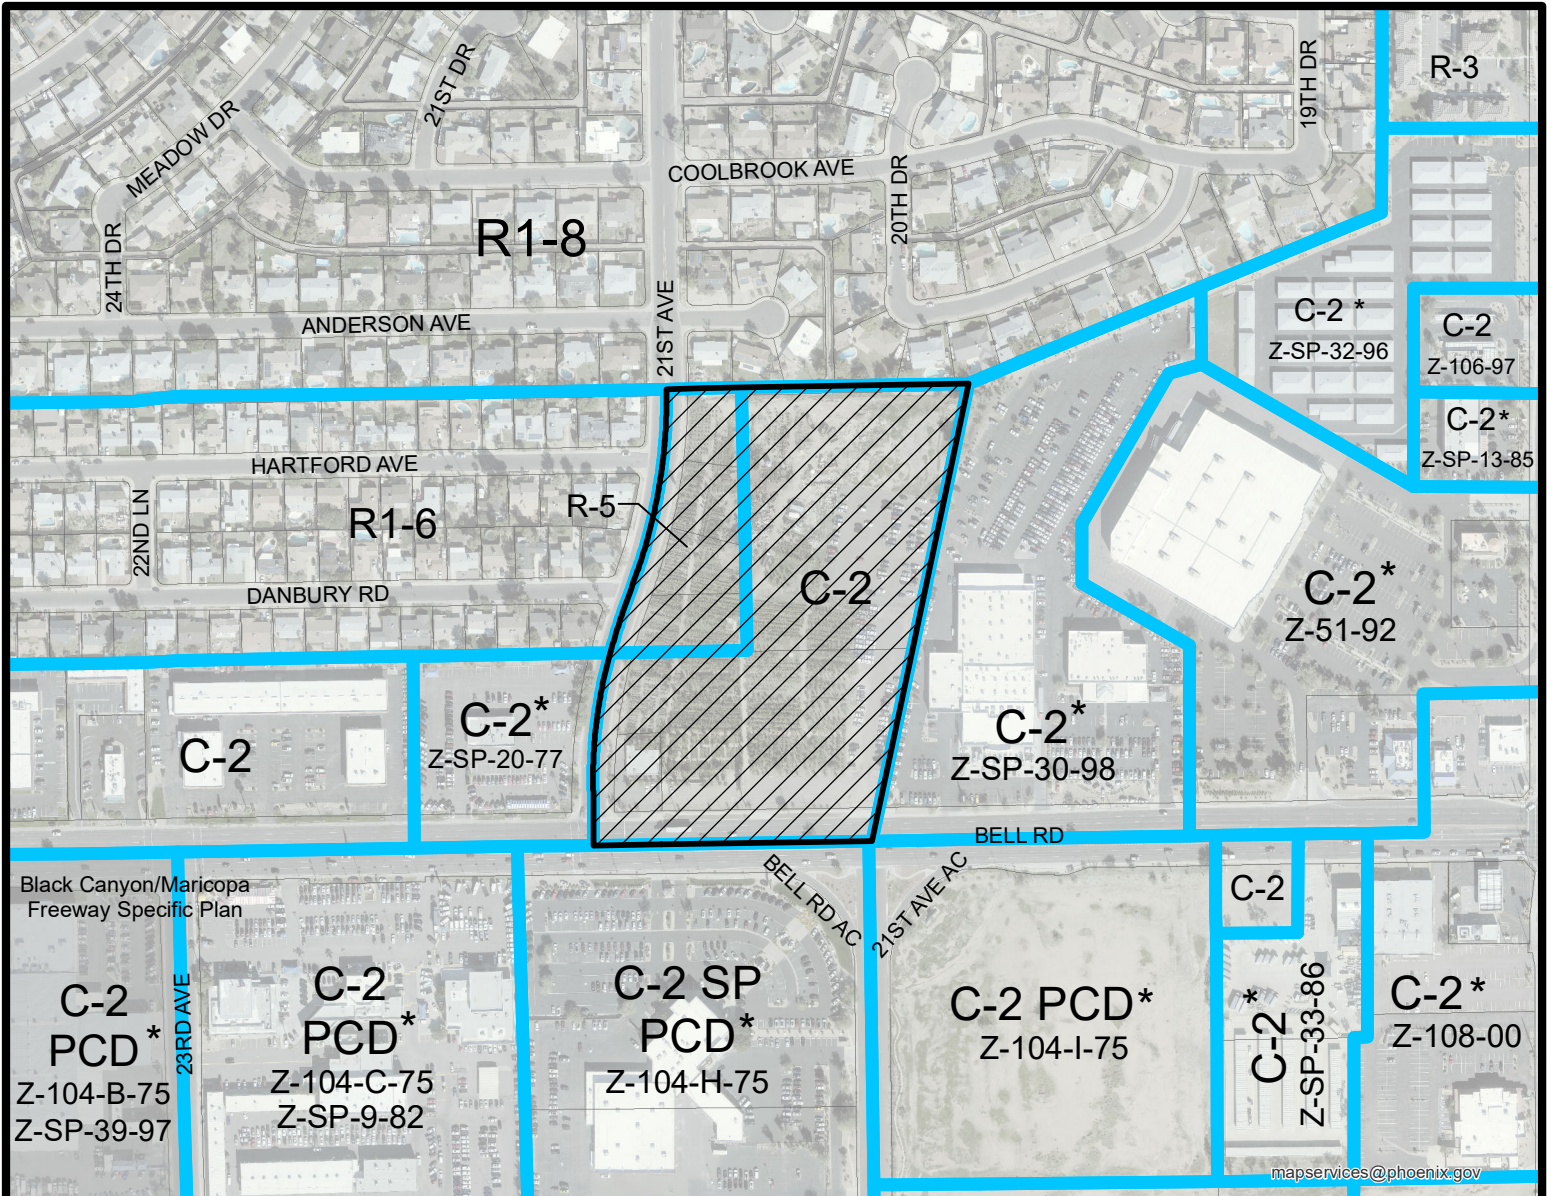 R-3
21ST DR
19TH DR
MEADOW DR
COOLBROOK AVE
20TH DR
24TH DR
R1-8
21ST AVE
ANDERSON AVE
C-2 *
Z-SP-32-96
C-2
Z-106-97
C-2*
Z-SP-13-85
HARTFORD AVE
22ND LN
R1-6
R-5
DANBURY RD
C-2
C-2*
Z-51-92
C-2
C-2*
Z-SP-20-77
C-2*
Z-SP-30-98
BELL RD
BELL RD AC
21ST AVE AC
Black Canyon/Maricopa
Freeway Specific Plan
C-2
PCD*
Z-104-B-75
Z-SP-39-97
23RD AVE
C-2
PCD*
Z-104-C-75
Z-SP-9-82
C-2 SP
PCD*
Z-104-H-75
C-2 PCD*
Z-104-I-75
C-2
C-2*
Z-SP-33-86
C-2*
Z-108-00
mapservices@phoenix.gov